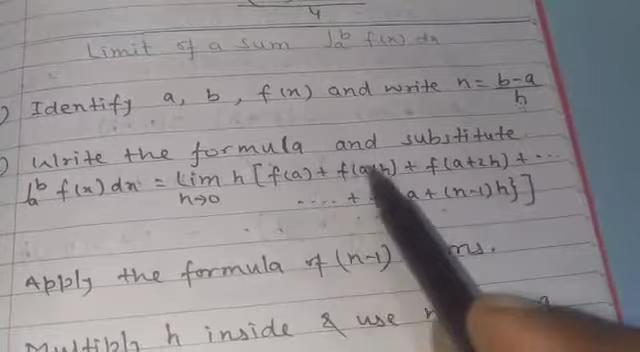 4
Limit of a sum ∫ₐᵇ f(x) dx
Identify a, b, f(x) and write n = (b-a)/h
Write the formula and substitute
∫ₐᵇ f(x) dx = lim h [f(a) + f(a+h) + f(a+2h) + ...
h→0 .... + a + (n-1)h}]
Apply the formula of (n-1)
Multiply h inside & use